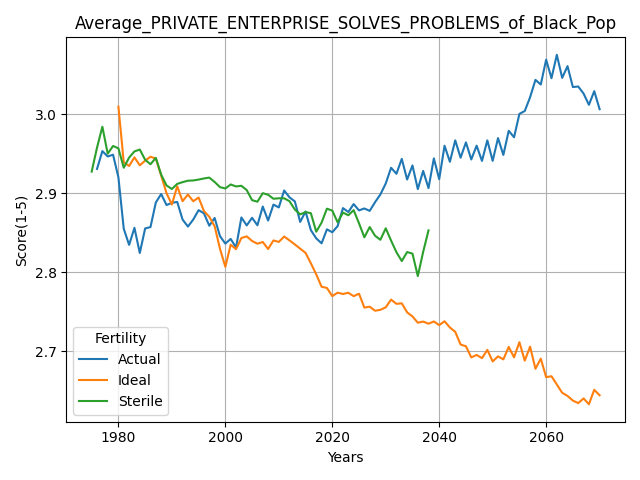 Average_PRIVATE_ENTERPRISE_SOLVES_PROBLEMS_of_Black_Pop
Score(1-5)
3.0
2.9
2.8
2.7
Fertility
Actual
Ideal
Sterile
1980 2000 2020 2040 2060
Years